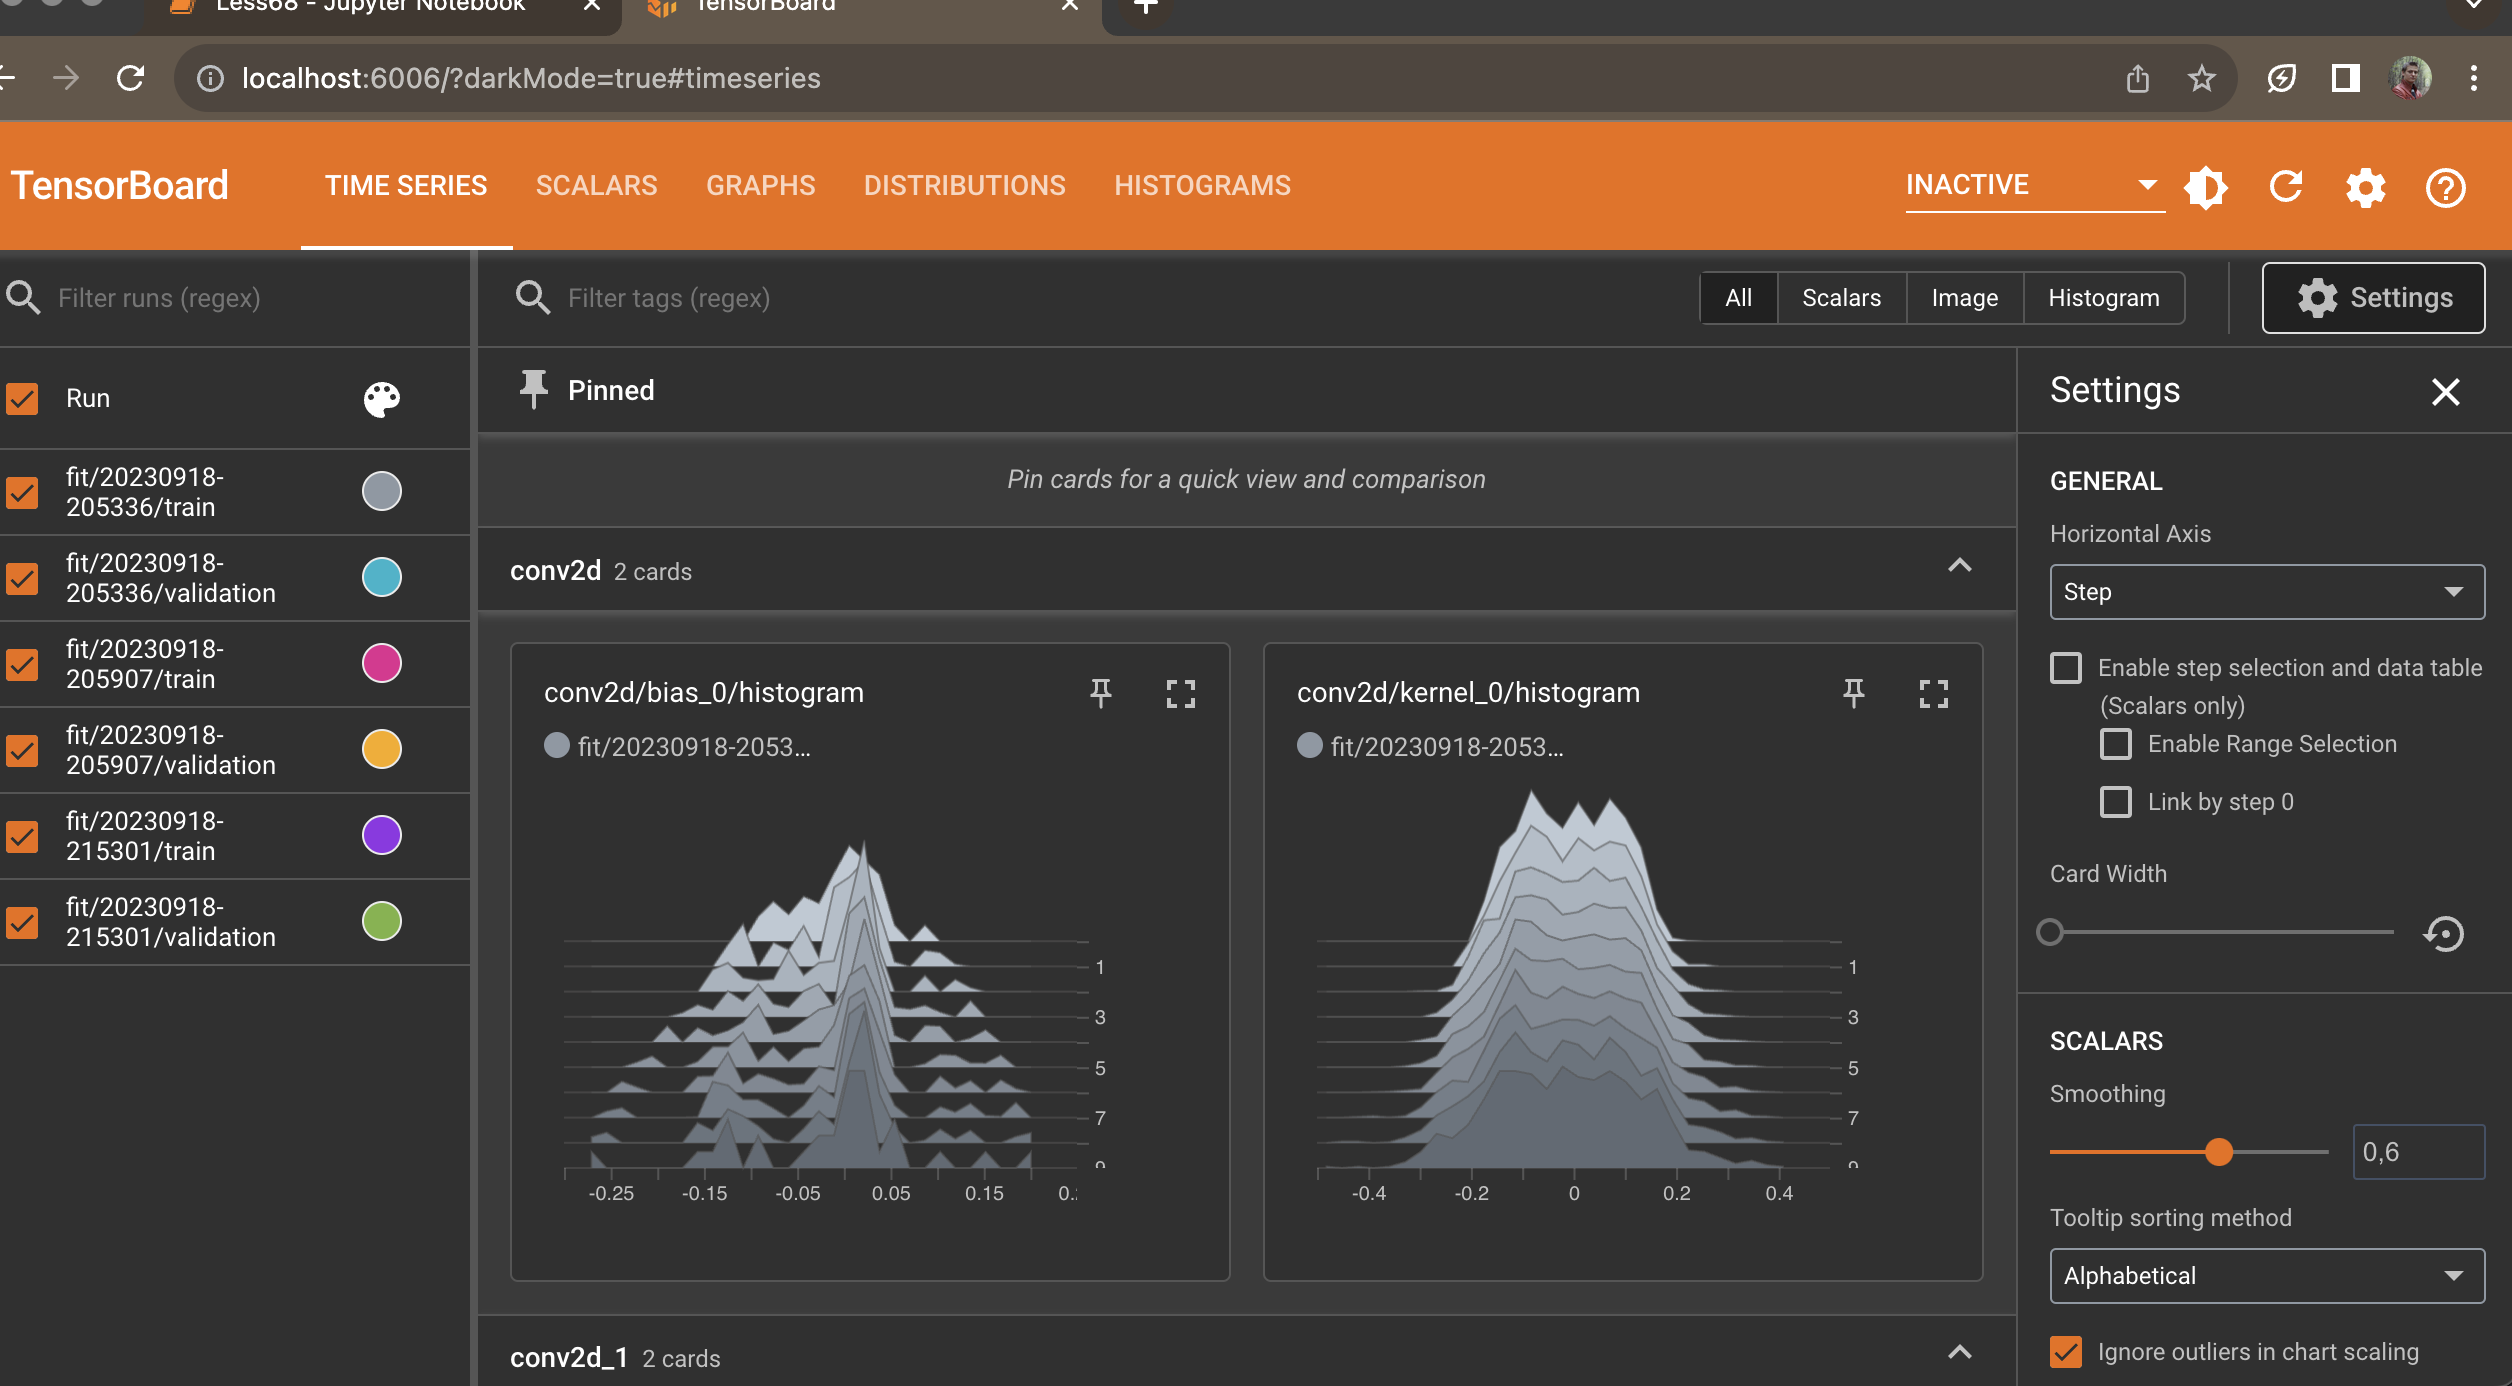 Less68 - Jupyter Notebook
TensorBoard
localhost:6006/?darkMode=true#timeseries
TensorBoard
TIME SERIES
SCALARS
GRAPHS
DISTRIBUTIONS
HISTOGRAMS
INACTIVE
Filter runs (regex)
Filter tags (regex)
All
Scalars
Image
Histogram
Settings
Run
fit/20230918-
205336/train
fit/20230918-
205336/validation
fit/20230918-
205907/train
fit/20230918-
205907/validation
fit/20230918-
215301/train
fit/20230918-
215301/validation
Pinned
Pin cards for a quick view and comparison
conv2d 2 cards
conv2d/bias_0/histogram
fit/20230918-2053...
1
3
5
7
9
-0.25 -0.15 -0.05 0.05 0.15 0.
conv2d/kernel_0/histogram
fit/20230918-2053...
1
3
5
7
9
-0.4 -0.2 0 0.2 0.4
conv2d_1 2 cards
Settings
GENERAL
Horizontal Axis
Step
Enable step selection and data table
(Scalars only)
Enable Range Selection
Link by step 0
Card Width
SCALARS
Smoothing
0,6
Tooltip sorting method
Alphabetical
Ignore outliers in chart scaling